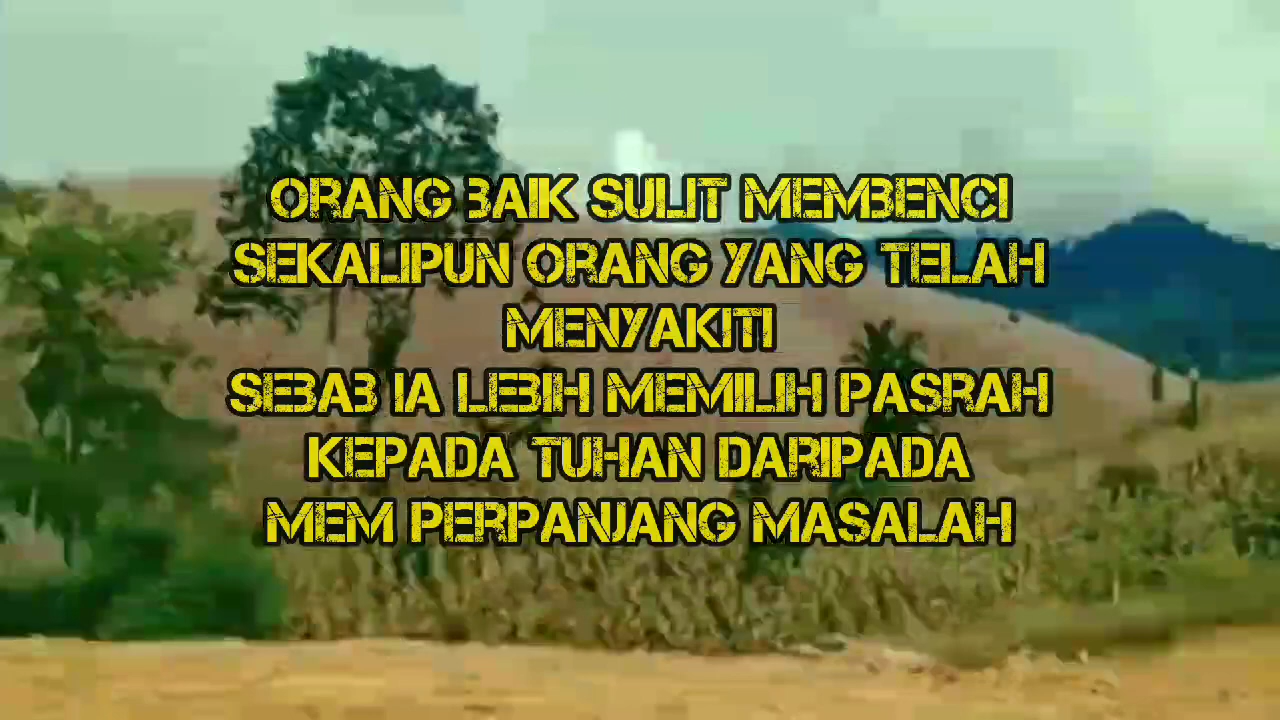 ORANG BAIK SULIT MEMBENCI
SEKALIPUN ORANG YANG TELAH
MENYAKITI
SEBAB IA LEBIH MEMILIH PASRAH
KEPADA TUHAN DARIPADA
MEM PERPANJANG MASALAH